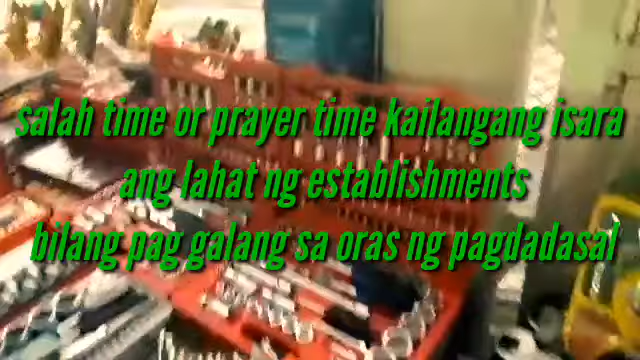 salah time or prayer time kailangang isara
ang lahat ng establishments
bilang pag galang sa oras ng pagdadasal